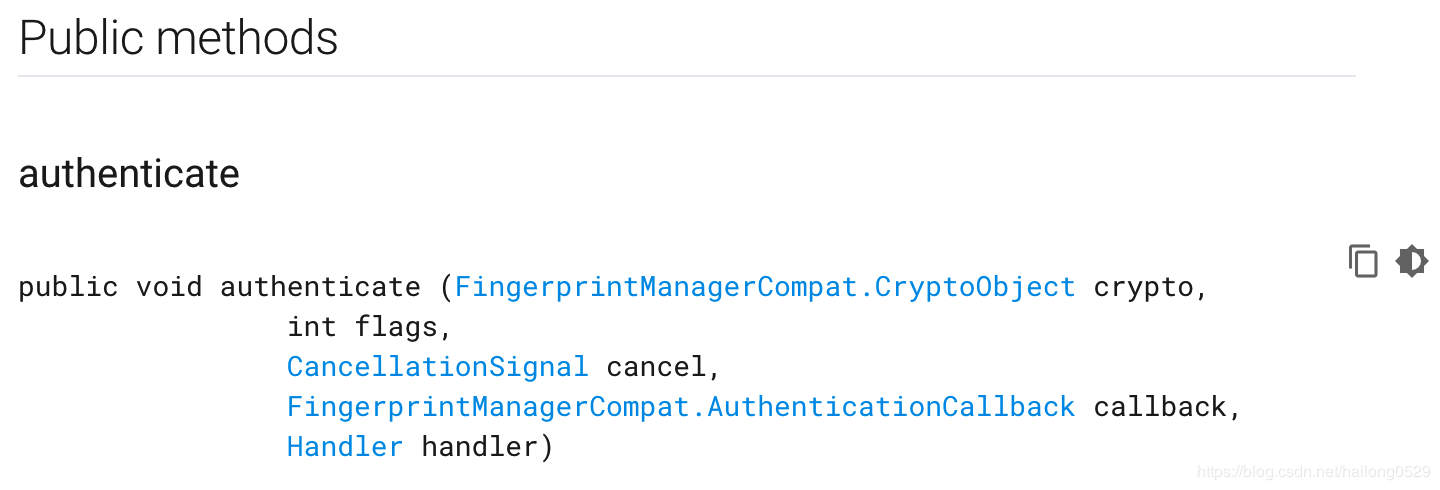 Public methods
authenticate
public void authenticate (FingerprintManagerCompat.CryptoObject crypto,
int flags,
CancellationSignal cancel,
FingerprintManagerCompat.AuthenticationCallback callback,
Handler handler)
https://blog.csdn.net/hailong0529